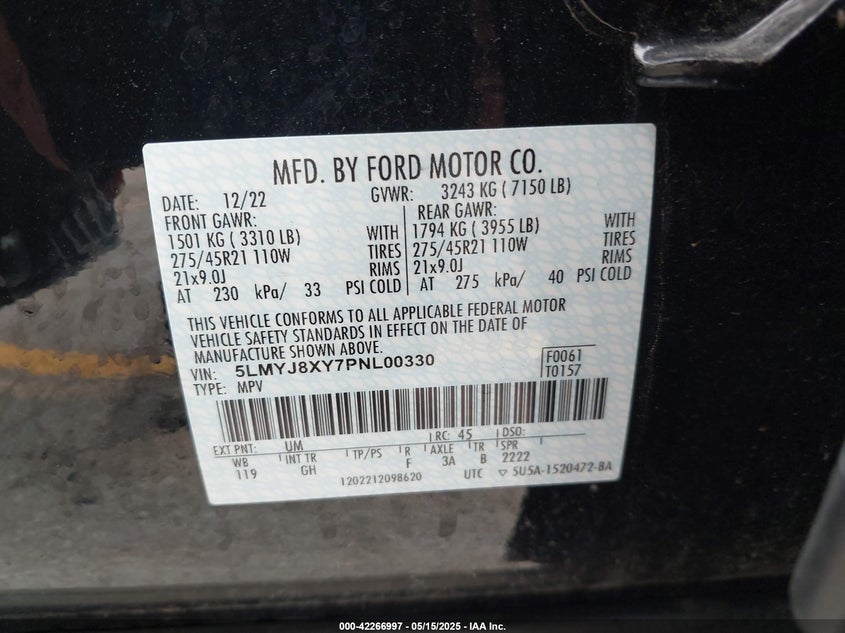 MFD. BY FORD MOTOR CO.
DATE: 12/22 GVWR: 3243 KG ( 7150 LB)
FRONT GAWR: REAR GAWR:
1501 KG ( 3310 LB) WITH 1794 KG ( 3955 LB) WITH
275/45R21 110W TIRES 275/45R21 110W TIRES
21x9.0J RIMS 21x9.0J RIMS
AT 230 kPa/ 33 PSI COLD AT 275 kPa/ 40 PSI COLD
THIS VEHICLE CONFORMS TO ALL APPLICABLE FEDERAL MOTOR
VEHICLE SAFETY STANDARDS IN EFFECT ON THE DATE OF
MANUFACTURE SHOWN ABOVE.
VIN: 5LMYJ8XY7PNL00330 F0061
TYPE: MPV T0157
EXT PNT: UM RC: 45 DSO:
WB INT TR TP/PS R AXLE TR SPR
119 GH F 3A B 2222
1202212098620 UTC ▽ 5U5A-1520472-BA
000-42266997 - 05/15/2025 - IAA Inc.